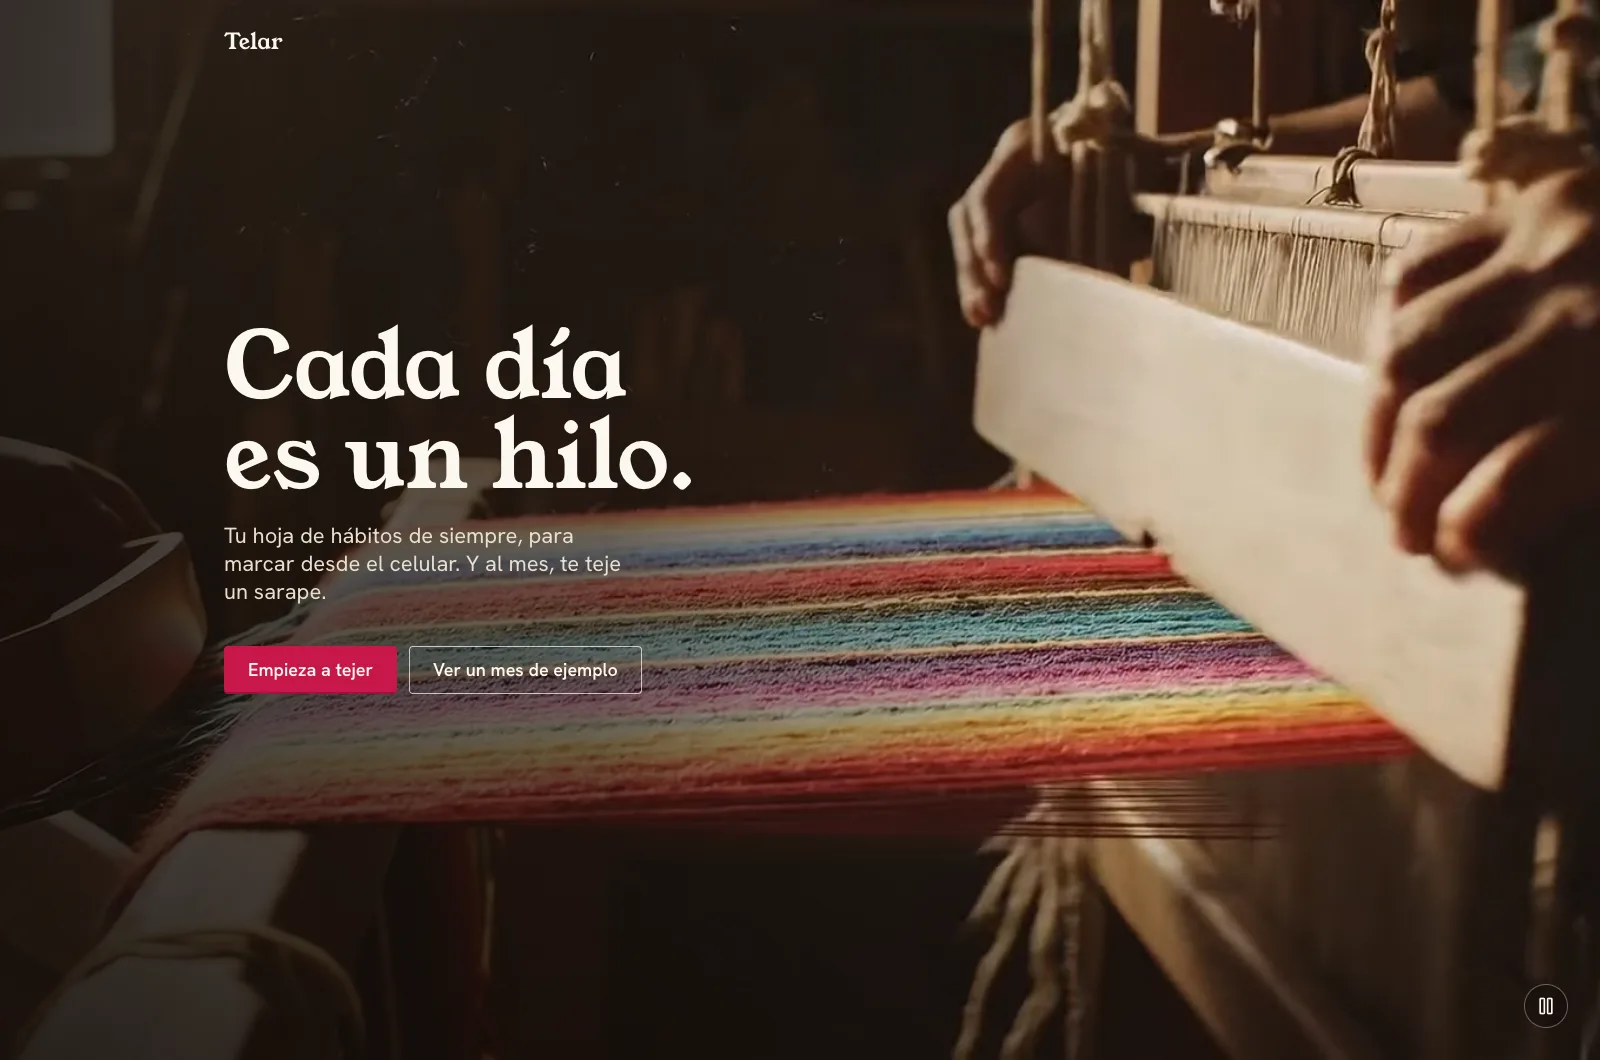 Telar
Cada día
es un hilo.
Tu hoja de hábitos de siempre, para
marcar desde el celular. Y al mes, te teje
un sarape.
Empieza a tejer
Ver un mes de ejemplo